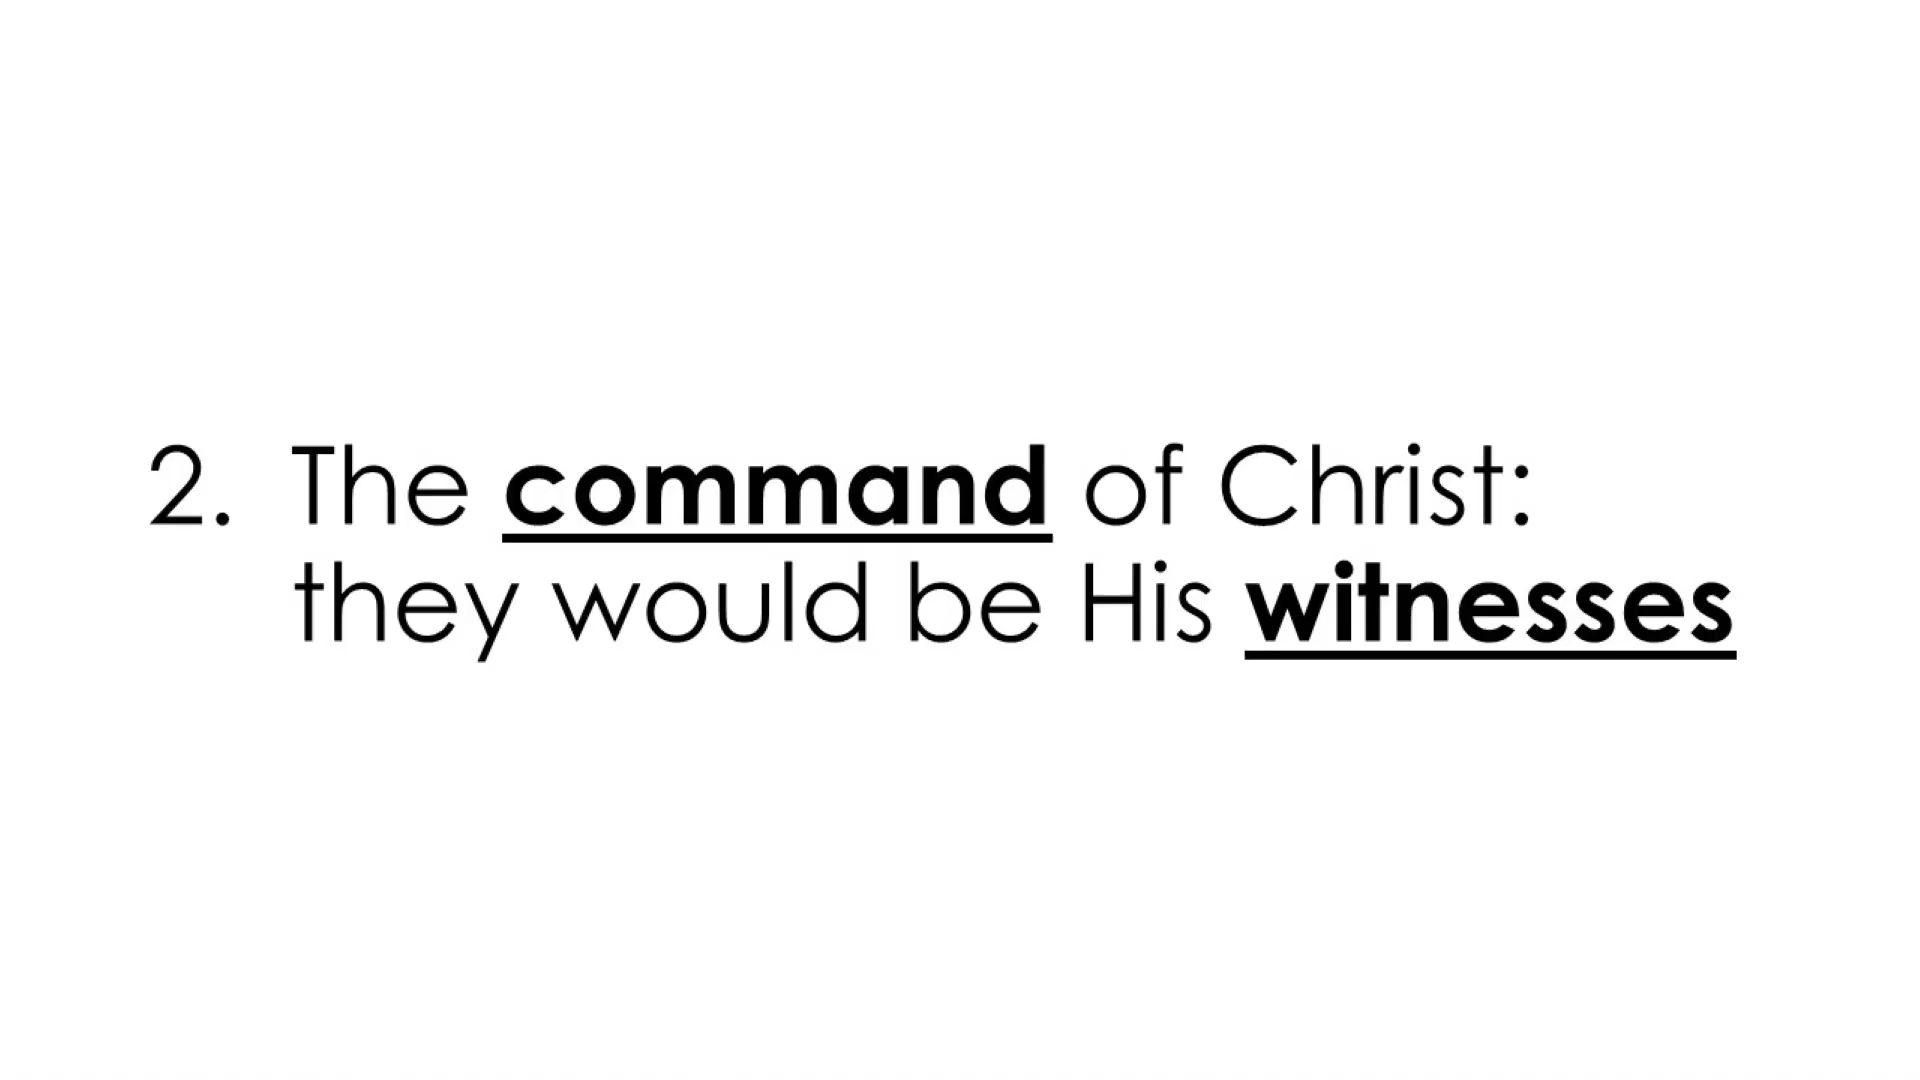 2. The command of Christ:
they would be His witnesses